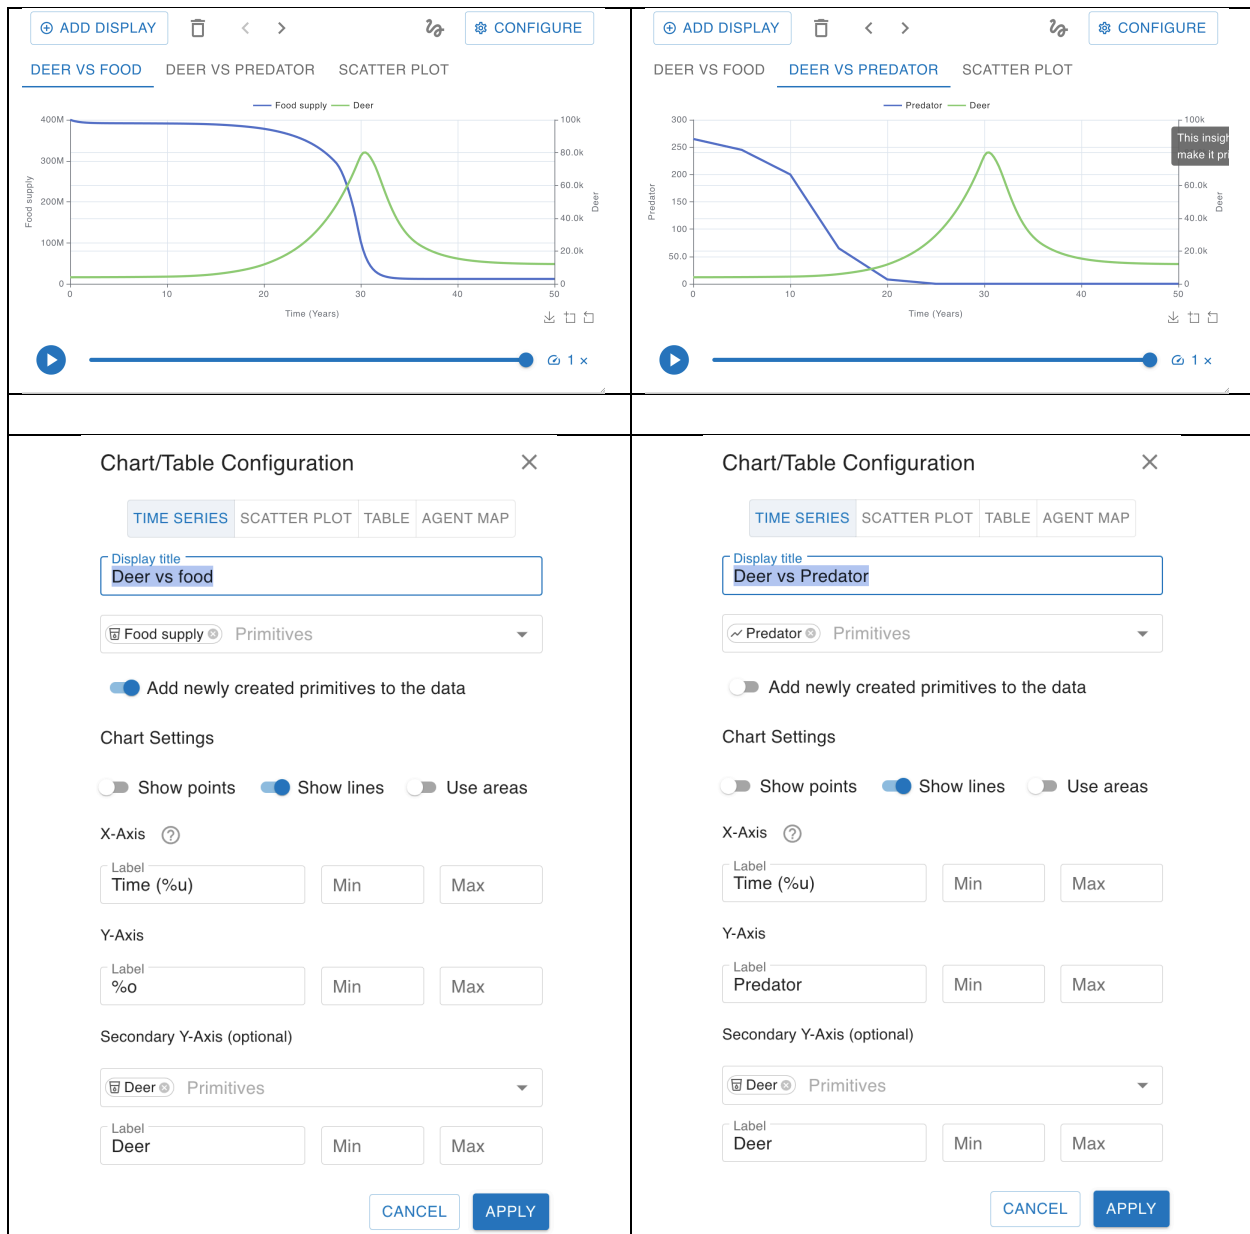 ADD DISPLAY
CONFIGURE
DEER VS FOOD DEER VS PREDATOR SCATTER PLOT
Food supply Deer
400M
300M
200M
100M
0
Food supply
100k
80.0k
60.0k
40.0k
20.0k
0
Deer
0 10 20 30 40 50
Time (Years)
1 ×
ADD DISPLAY
CONFIGURE
DEER VS FOOD DEER VS PREDATOR SCATTER PLOT
Predator Deer
300
250
200
150
100
50.0
0
Predator
100k
This insigh
make it pri
60.0k
40.0k
20.0k
0
Deer
0 10 20 30 40 50
Time (Years)
1 ×
Chart/Table Configuration
TIME SERIES SCATTER PLOT TABLE AGENT MAP
Display title
Deer vs food
Food supply Primitives
Add newly created primitives to the data
Chart Settings
Show points Show lines Use areas
X-Axis ?
Label
Time (%u) Min Max
Y-Axis
Label
%o Min Max
Secondary Y-Axis (optional)
Deer Primitives
Label
Deer Min Max
CANCEL APPLY
Chart/Table Configuration
TIME SERIES SCATTER PLOT TABLE AGENT MAP
Display title
Deer vs Predator
Predator Primitives
Add newly created primitives to the data
Chart Settings
Show points Show lines Use areas
X-Axis ?
Label
Time (%u) Min Max
Y-Axis
Label
Predator Min Max
Secondary Y-Axis (optional)
Deer Primitives
Label
Deer Min Max
CANCEL APPLY